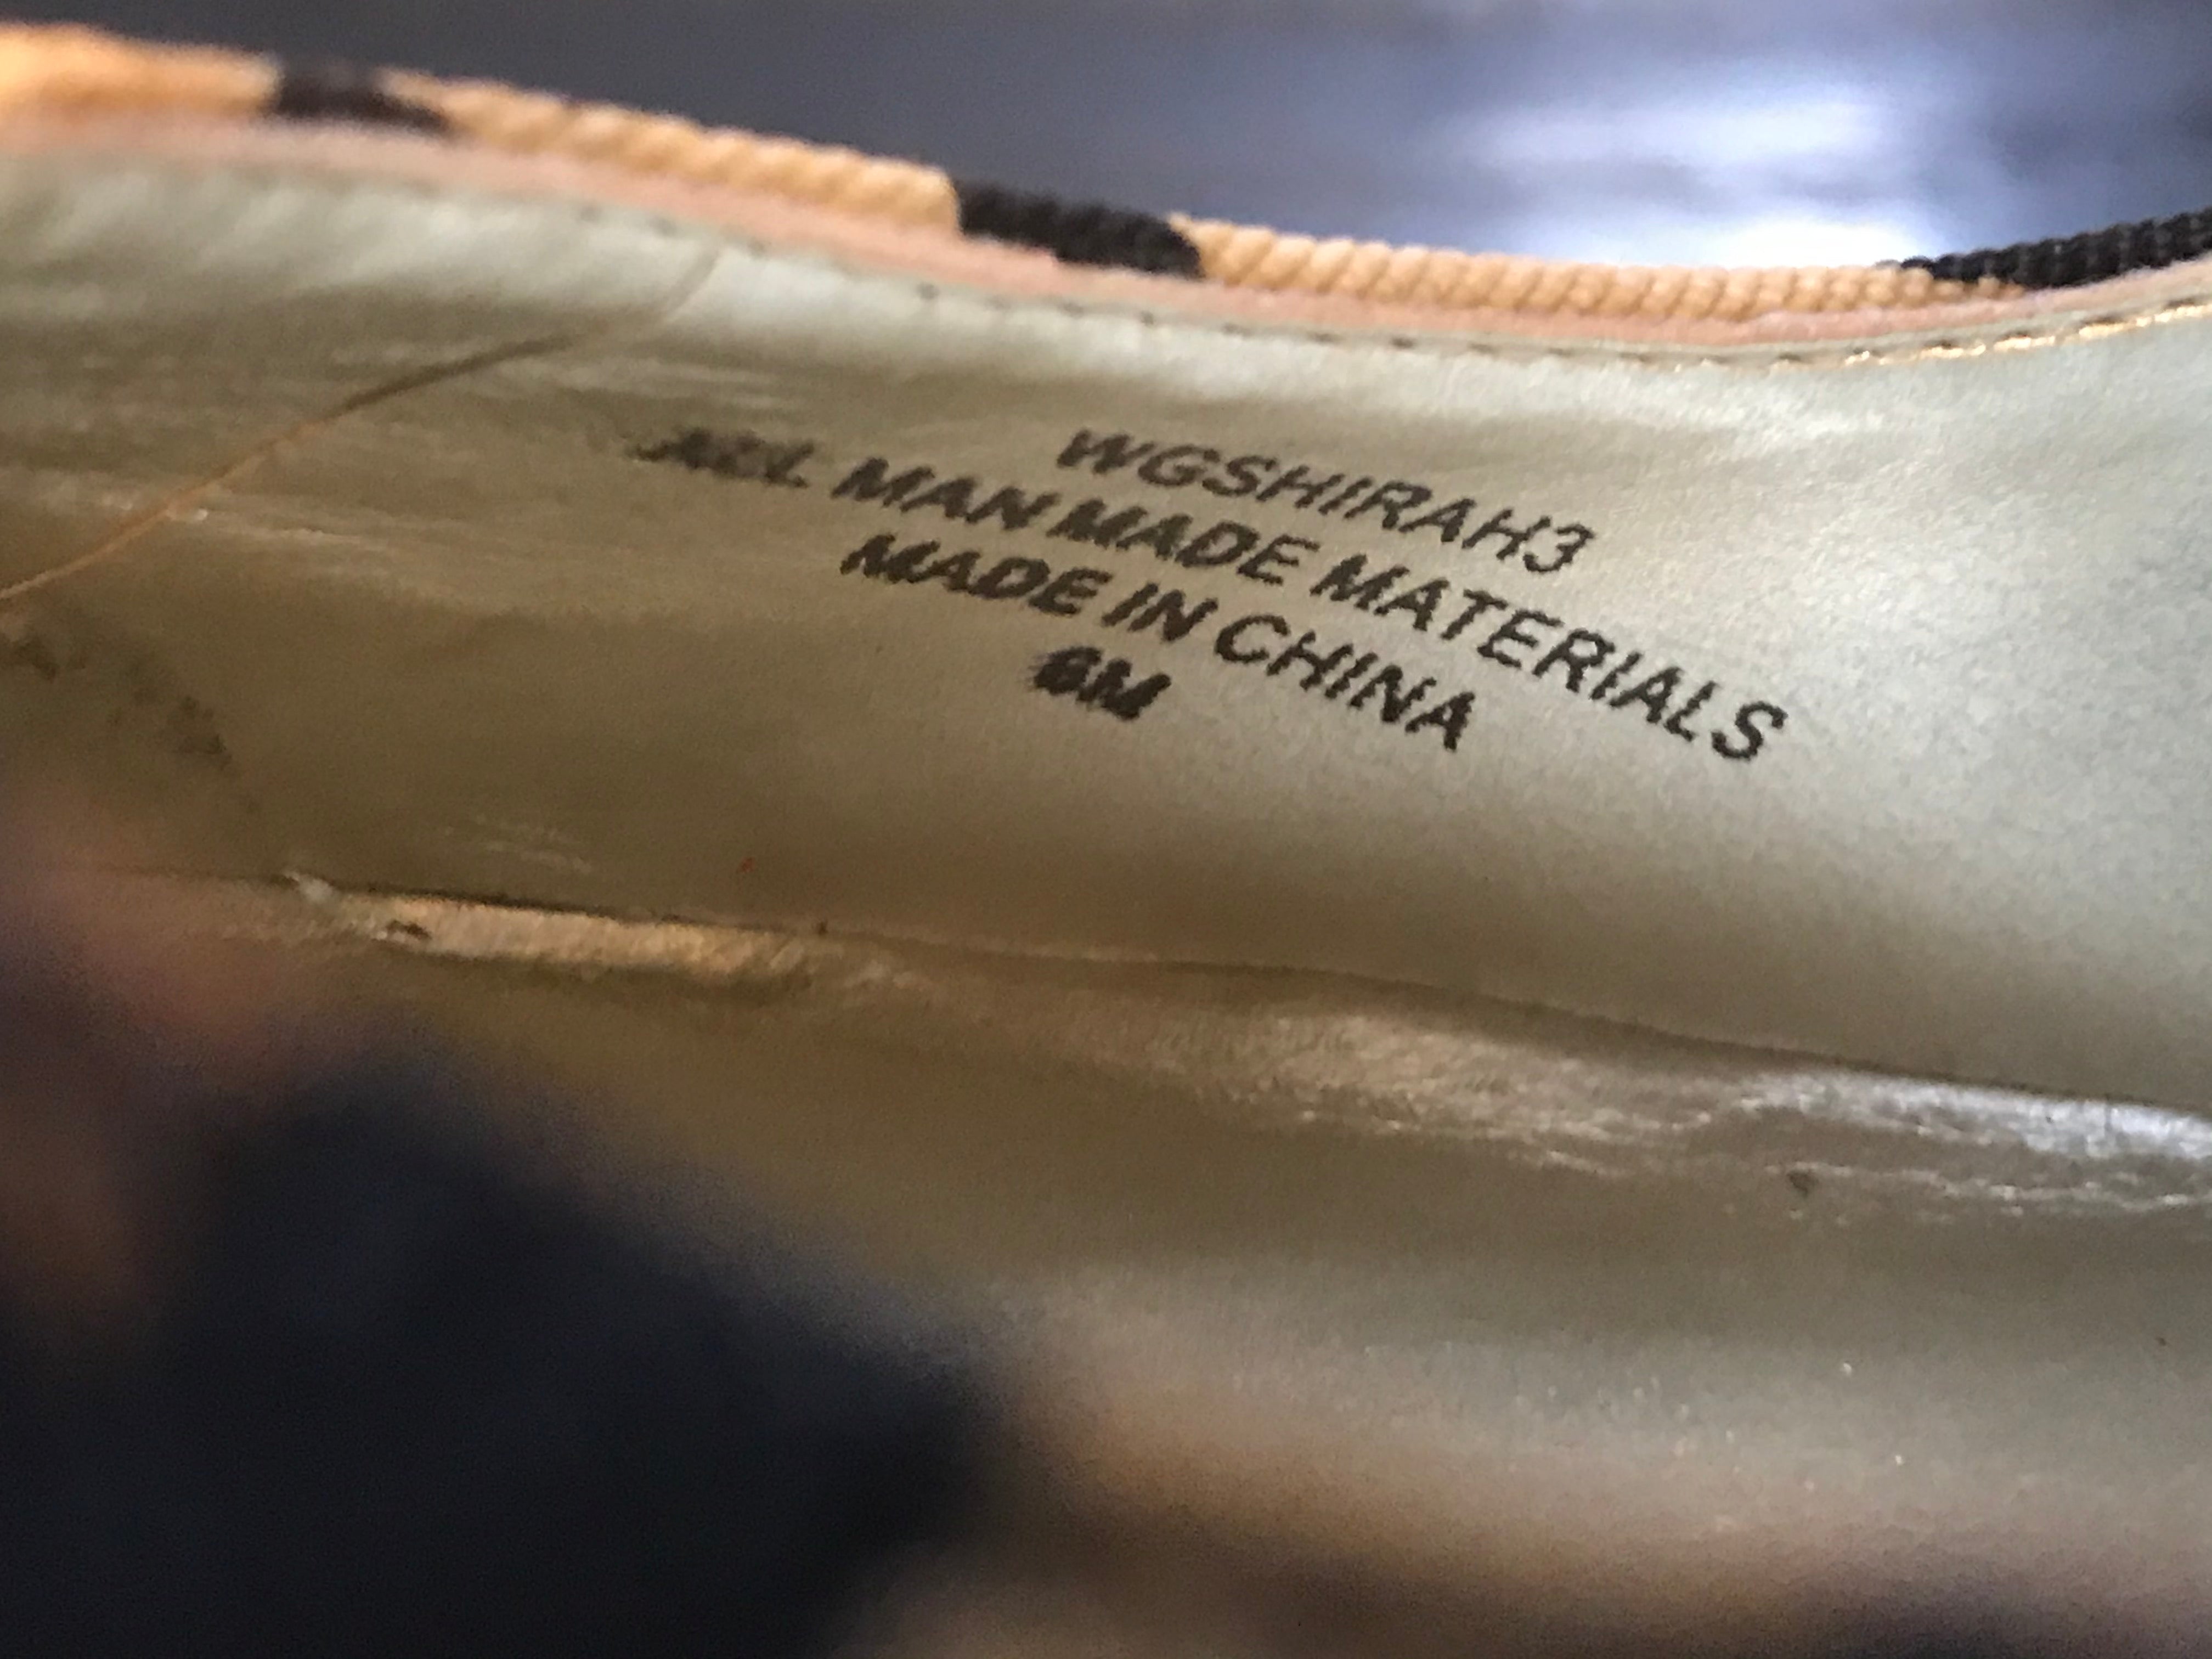 WGSHIRAH3
ALL MAN MADE MATERIALS
MADE IN CHINA
6M